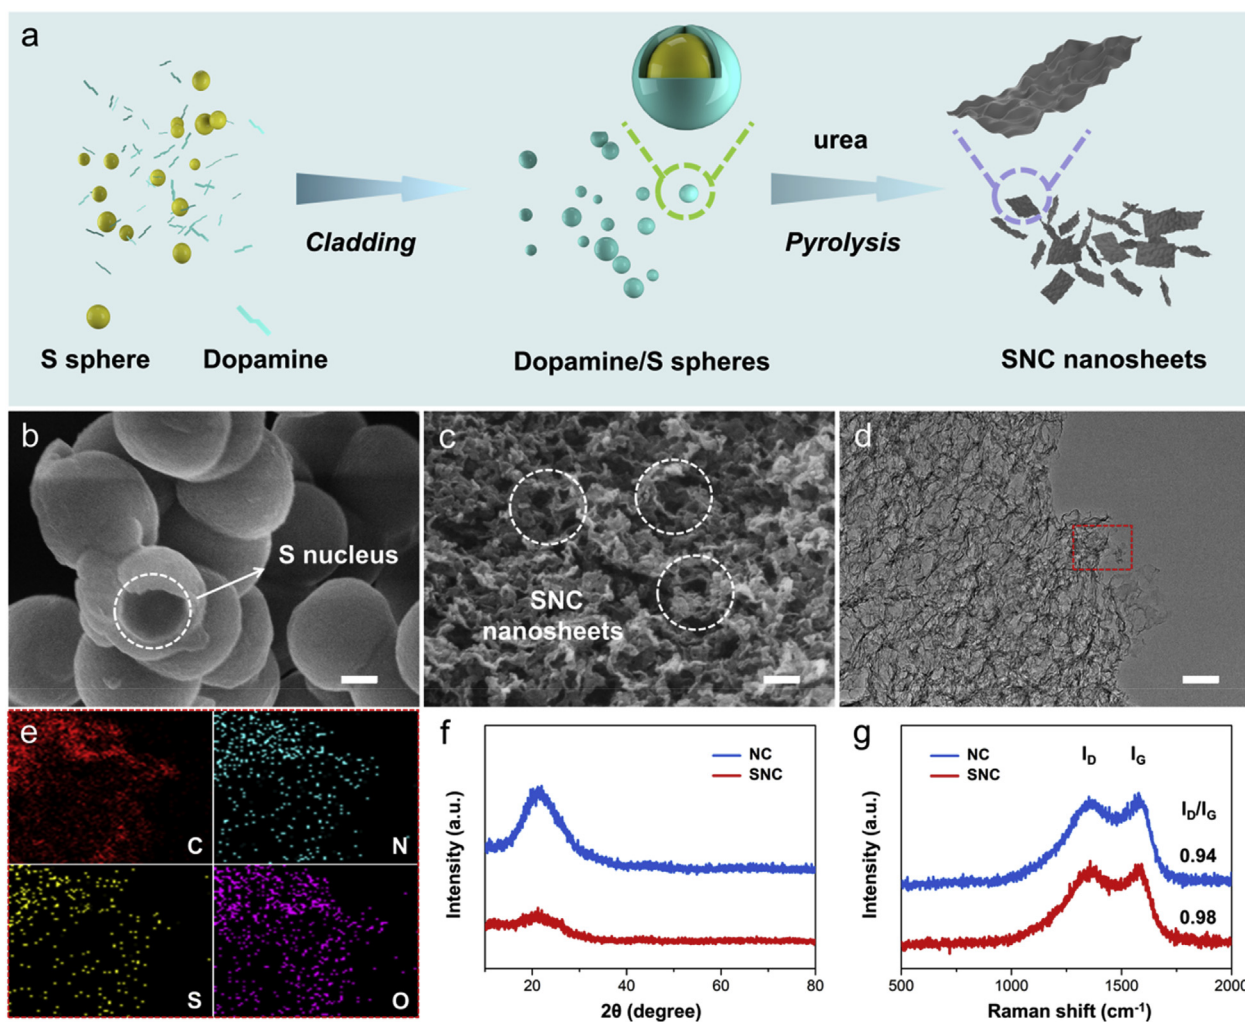 a
urea
Cladding
Pyrolysis
S sphere
Dopamine
Dopamine/S spheres
SNC nanosheets
b
S nucleus
c
SNC
nanosheets
d
e
C
N
S
O
f
NC
SNC
Intensity (a.u.)
20
40
60
80
2θ (degree)
g
NC
SNC
I_D
I_G
I_D/I_G
0.94
0.98
Intensity (a.u.)
500
1000
1500
2000
Raman shift (cm⁻¹)